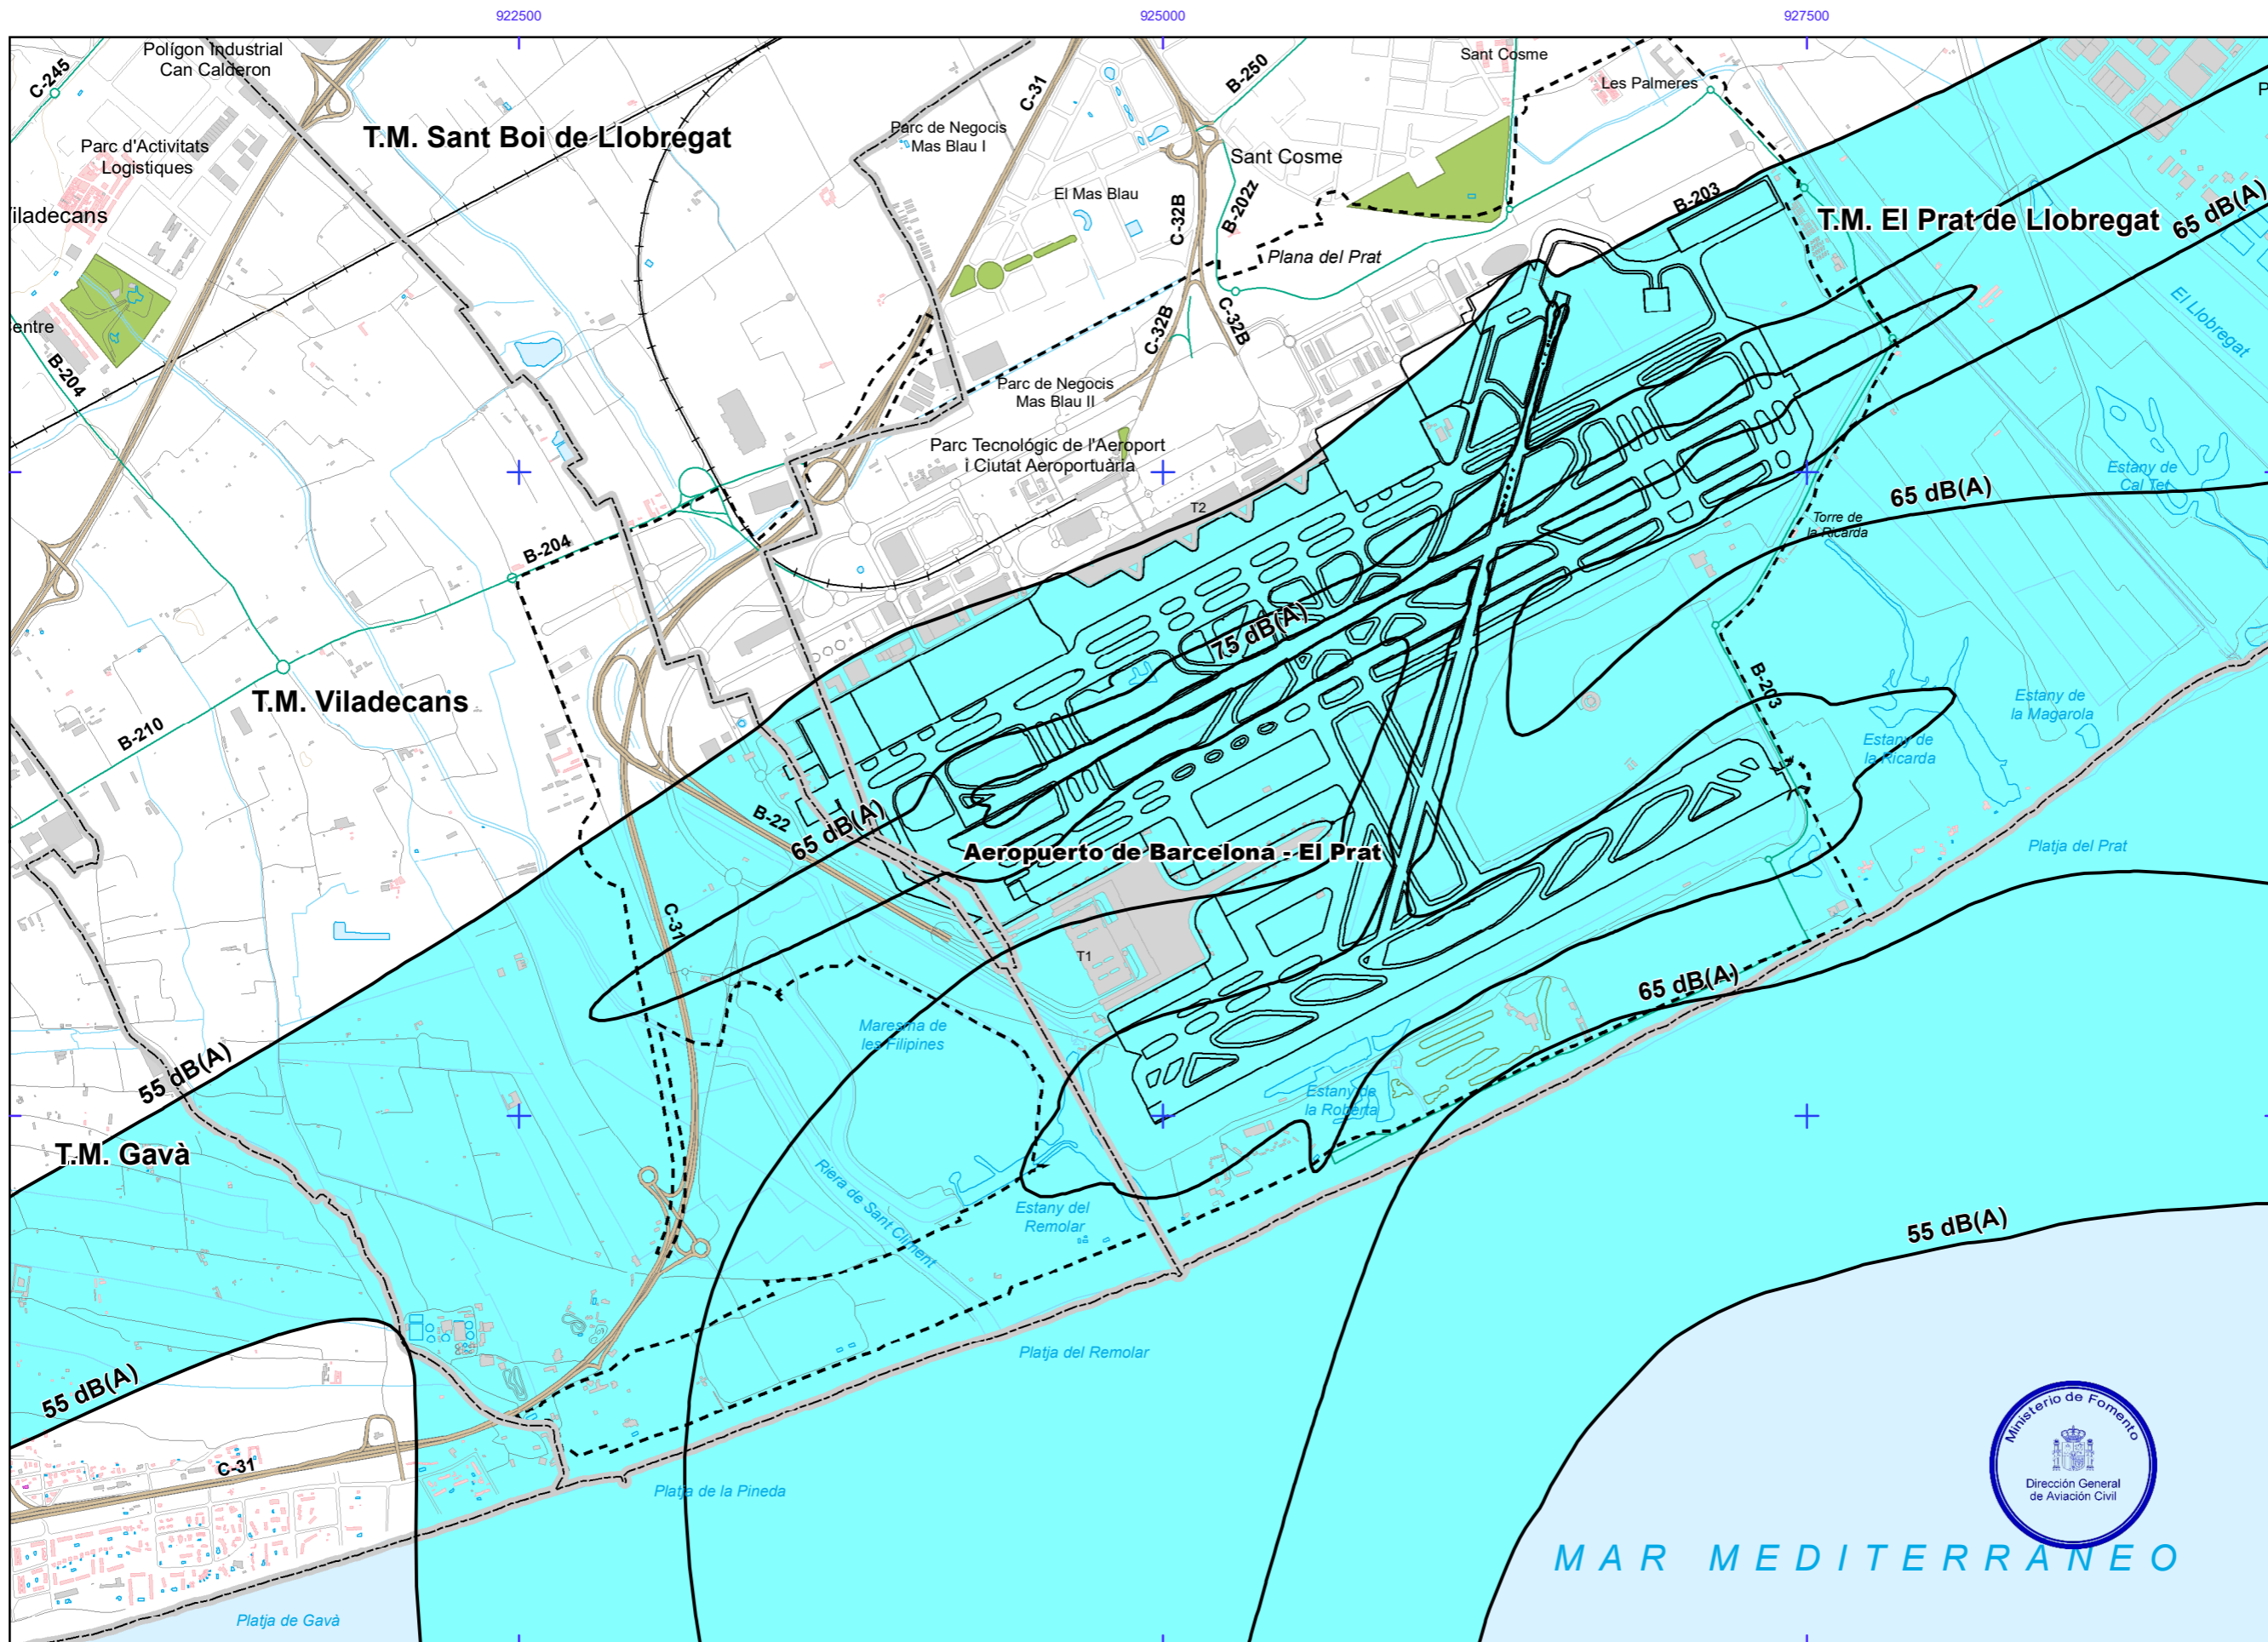 922500
925000
927500
Polígon Industrial
Can Calderon
C-245
Parc d'Activitats
Logístiques
iladecans
entre
B-204
T.M. Sant Boi de Llobregat
C-31
B-250
Parc de Negocis
Mas Blau I
El Mas Blau
Sant Cosme
Sant Cosme
Les Palmeres
P
C-32B
B-202z
Plana del Prat
B-203
T.M. El Prat de Llobregat
65 dB(A)
El Llobregat
C-32B
C-32B
Parc de Negocis
Mas Blau II
Parc Tecnológic de l'Aeroport
i Ciutat Aeroportuària
T2
65 dB(A)
Estany de
Cal Tet
Torre de
la Ricarda
B-204
T.M. Viladecans
B-210
75 dB(A)
B-203
Estany de
la Magarola
Estany de
la Ricarda
B-22
65 dB(A)
Aeropuerto de Barcelona - El Prat
Platja del Prat
C-31
T1
65 dB(A)
Maresma de
les Filipines
55 dB(A)
T.M. Gavà
Estany de
la Roberta
Riera de Sant Climent
Estany del
Remolar
55 dB(A)
Platja del Remolar
55 dB(A)
C-31
Platja de la Pineda
Ministerio de Fomento
Dirección General
de Aviación Civil
MAR MEDITERRANEO
Platja de Gavà